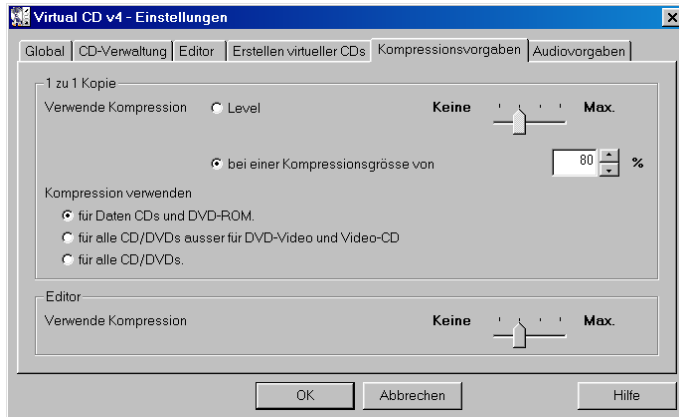 Virtual CD v4 - Einstellungen
Global CD-Verwaltung Editor Erstellen virtueller CDs Kompressionsvorgaben Audiovorgaben
1 zu 1 Kopie
Verwende Kompression Level Keine Max.
bei einer Kompressionsgrösse von 80 %
Kompression verwenden
für Daten CDs und DVD-ROM.
für alle CD/DVDs ausser für DVD-Video und Video-CD
für alle CD/DVDs.
Editor
Verwende Kompression Keine Max.
OK Abbrechen Hilfe